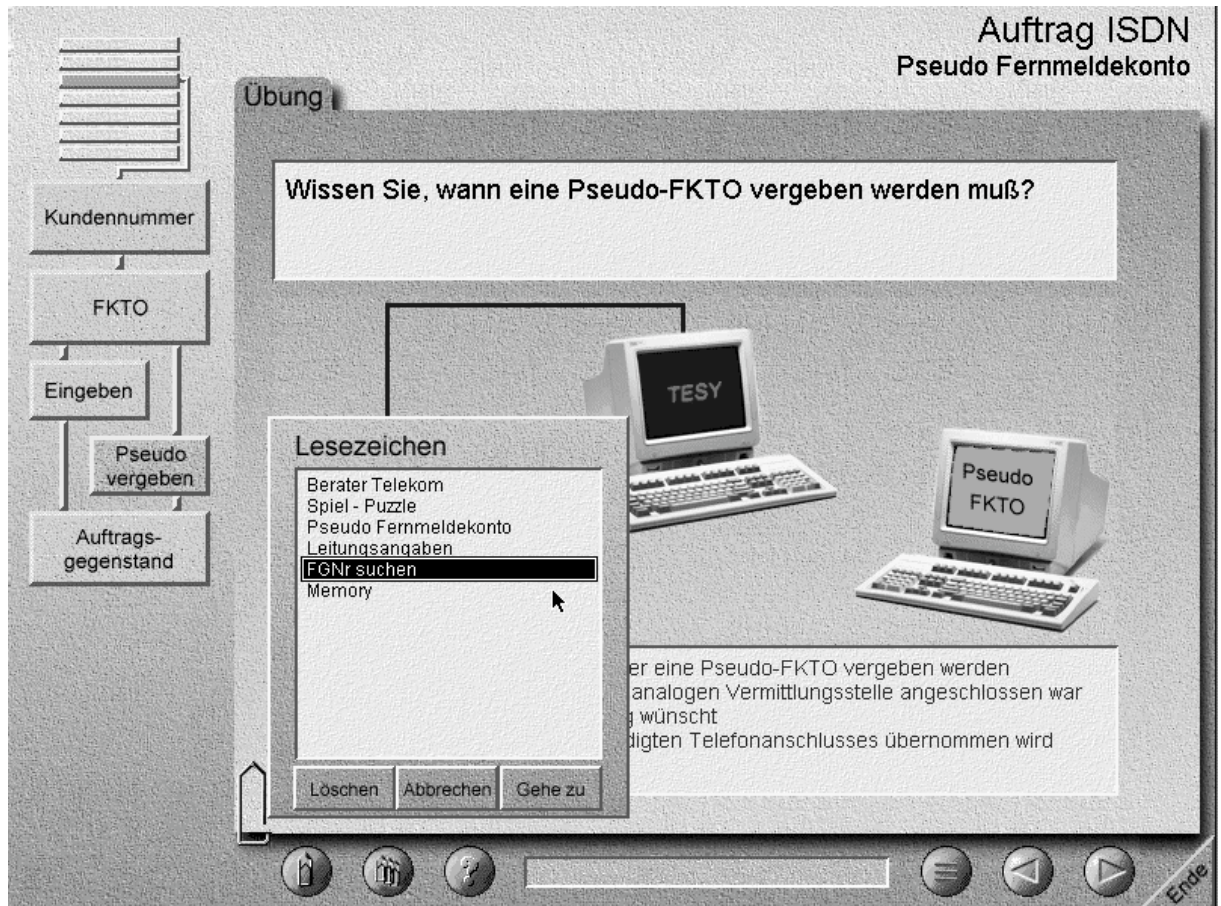 Auftrag ISDN
Pseudo Fernmeldekonto
Übung
Wissen Sie, wann eine Pseudo-FKTO vergeben werden muß?
Kundennummer
FKTO
Eingeben
Pseudo
vergeben
Auftrags-
gegenstand
TESY
Pseudo
FKTO
Lesezeichen
Berater Telekom
Spiel - Puzzle
Pseudo Fernmeldekonto
Leitungsangaben
FGNr suchen
Memory
Löschen Abbrechen Gehe zu
er eine Pseudo-FKTO vergeben werden
analogen Vermittlungsstelle angeschlossen war
wünscht
digten Telefonanschlusses übernommen wird
Ende